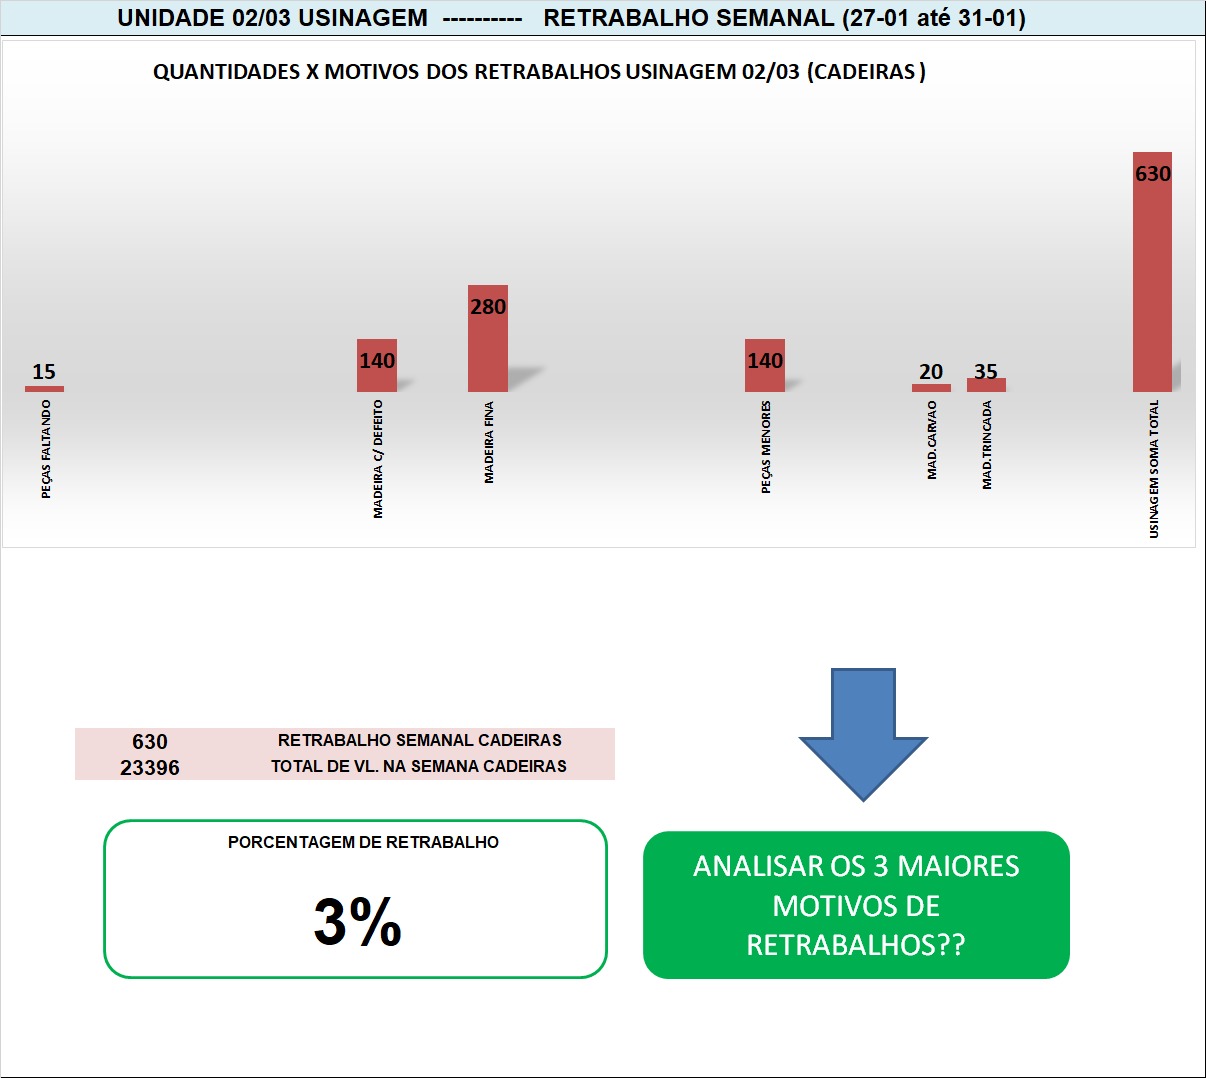 UNIDADE 02/03 USINAGEM ---------- RETRABALHO SEMANAL (27-01 até 31-01)
QUANTIDADES X MOTIVOS DOS RETRABALHOS USINAGEM 02/03 (CADEIRAS )
15
140
280
140
20
35
630
PEÇAS FALTANDO
MADEIRA C/ DEFEITO
MADEIRA FINA
PEÇAS MENORES
MAD.CARVAO
MAD.TRINCADA
USINAGEM SOMA TOTAL
630 RETRABALHO SEMANAL CADEIRAS
23396 TOTAL DE VL. NA SEMANA CADEIRAS
PORCENTAGEM DE RETRABALHO
3%
ANALISAR OS 3 MAIORES
MOTIVOS DE
RETRABALHOS??